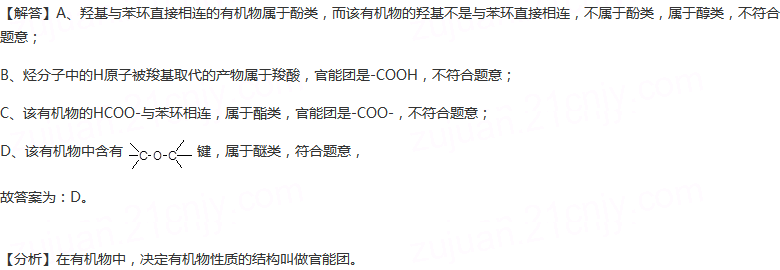 【解答】A、羟基与苯环直接相连的有机物属于酚类，而该有机物的羟基不是与苯环直接相连，不属于酚类，属于醇类，不符合
题意；
B、烃分子中的H原子被羧基取代的产物属于羧酸，官能团是-COOH，不符合题意；
C、该有机物的HCOO-与苯环相连，属于酯类，官能团是-COO-，不符合题意；
D、该有机物中含有 C-O-C 键，属于醚类，符合题意，
故答案为：D。
【分析】在有机物中，决定有机物性质的结构叫做官能团。